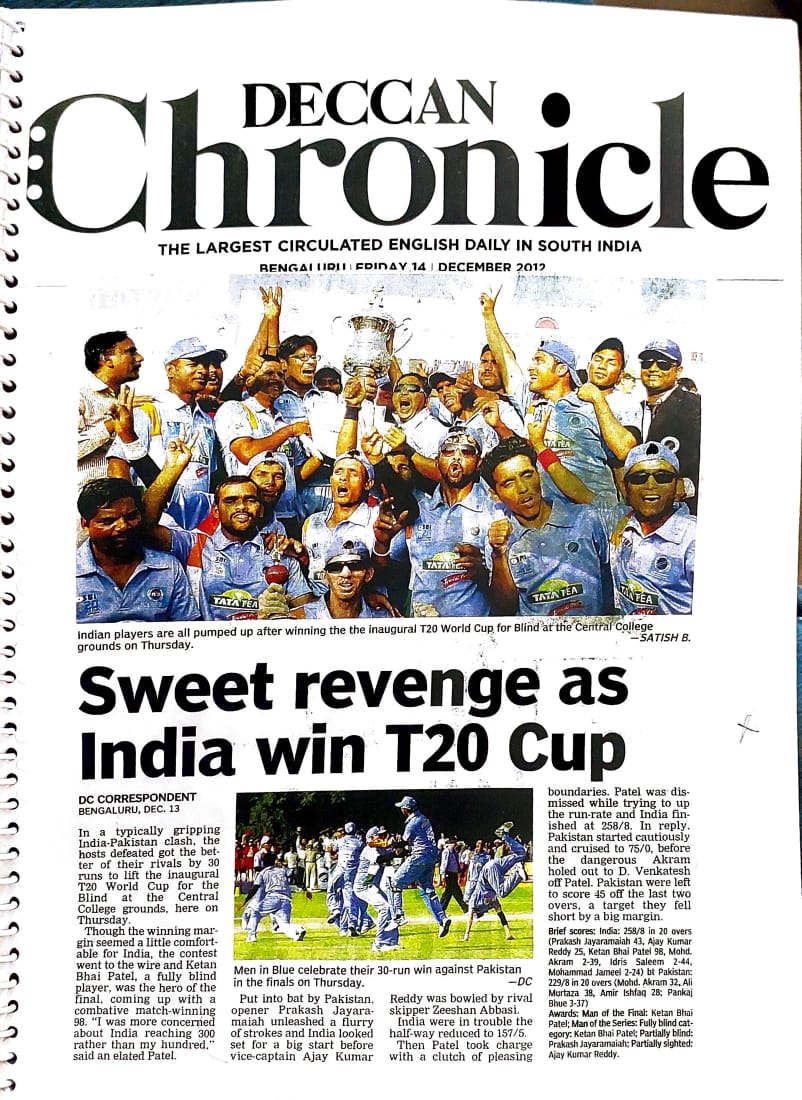 DECCAN
Chronicle
THE LARGEST CIRCULATED ENGLISH DAILY IN SOUTH INDIA
BENGALURU | FRIDAY 14 | DECEMBER 2012
TATA TEA
TATA TEA
TATA TEA
TATA TEA
TATA TEA
Indian players are all pumped up after winning the the inaugural T20 World Cup for Blind at the Central College
grounds on Thursday.
—SATISH B.
Sweet revenge as
India win T20 Cup
DC CORRESPONDENT
BENGALURU, DEC. 13
In a typically gripping
India-Pakistan clash, the
hosts defeated got the bet-
ter of their rivals by 30
runs to lift the inaugural
T20 World Cup for the
Blind at the Central
College grounds, here on
Thursday.
Though the winning mar-
gin seemed a little comfort-
able for India, the contest
went to the wire and Ketan
Bhai Patel, a fully blind
player, was the hero of the
final, coming up with a
combative match-winning
98. "I was more concerned
about India reaching 300
rather than my hundred,"
said an elated Patel.
Men in Blue celebrate their 30-run win against Pakistan
in the finals on Thursday.
—DC
Put into bat by Pakistan,
opener Prakash Jayara-
maiah unleashed a flurry
of strokes and India looked
set for a big start before
vice-captain Ajay Kumar
Reddy was bowled by rival
skipper Zeeshan Abbasi.
India were in trouble the
half-way reduced to 157/5.
Then Patel took charge
with a clutch of pleasing
boundaries. Patel was dis-
missed while trying to up
the run-rate and India fin-
ished at 258/8. In reply,
Pakistan started cautiously
and cruised to 75/0, before
the dangerous Akram
holed out to D. Venkatesh
off Patel. Pakistan were left
to score 45 off the last two
overs, a target they fell
short by a big margin.
Brief scores: India: 258/8 in 20 overs
(Prakash Jayaramaiah 43, Ajay Kumar
Reddy 25, Ketan Bhai Patel 98, Mohd.
Akram 2-39, Idris Saleem 2-44,
Mohammad Jameel 2-24) bt Pakistan:
229/8 in 20 overs (Mohd. Akram 32, Ali
Murtaza 38, Amir Ishfaq 28; Pankaj
Bhue 3-37)
Awards: Man of the Final: Ketan Bhai
Patel; Man of the Series: Fully blind cat-
egory: Ketan Bhai Patel; Partially blind:
Prakash Jayaramaiah; Partially sighted:
Ajay Kumar Reddy.